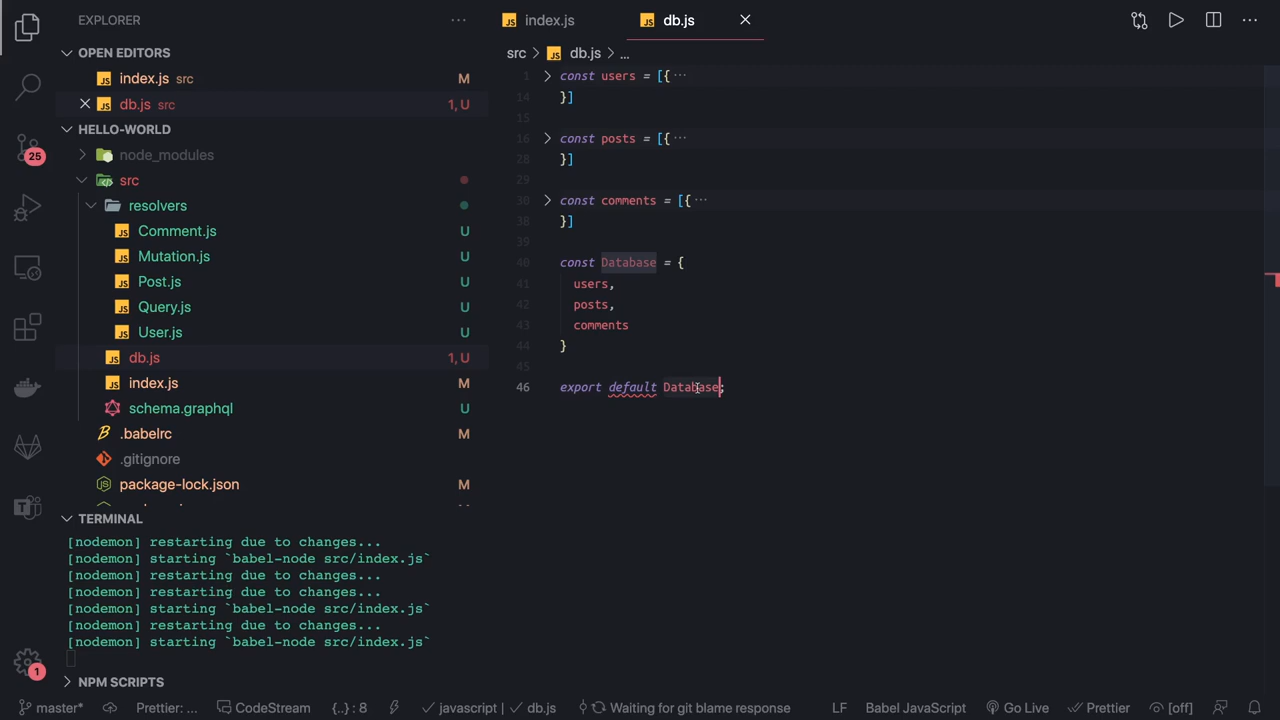 EXPLORER ···
OPEN EDITORS
index.js src M
db.js src 1, U
HELLO-WORLD
node_modules
src
resolvers
Comment.js U
Mutation.js U
Post.js U
Query.js U
User.js U
db.js 1, U
index.js M
schema.graphql U
.babelrc M
.gitignore
package-lock.json M
TERMINAL
[nodemon] restarting due to changes...
[nodemon] starting `babel-node src/index.js`
[nodemon] restarting due to changes...
[nodemon] restarting due to changes...
[nodemon] starting `babel-node src/index.js`
[nodemon] restarting due to changes...
[nodemon] starting `babel-node src/index.js`
NPM SCRIPTS
25
1
index.js
db.js
src > db.js > ...
1 const users = [{ ···
14 }]
15
16 const posts = [{ ···
28 }]
29
30 const comments = [{ ···
38 }]
39
40 const Database = {
41 users,
42 posts,
43 comments
44 }
45
46 export default Database;
master* Prettier: ... CodeStream {..} : 8 javascript | db.js Waiting for git blame response LF Babel JavaScript Go Live Prettier [off]